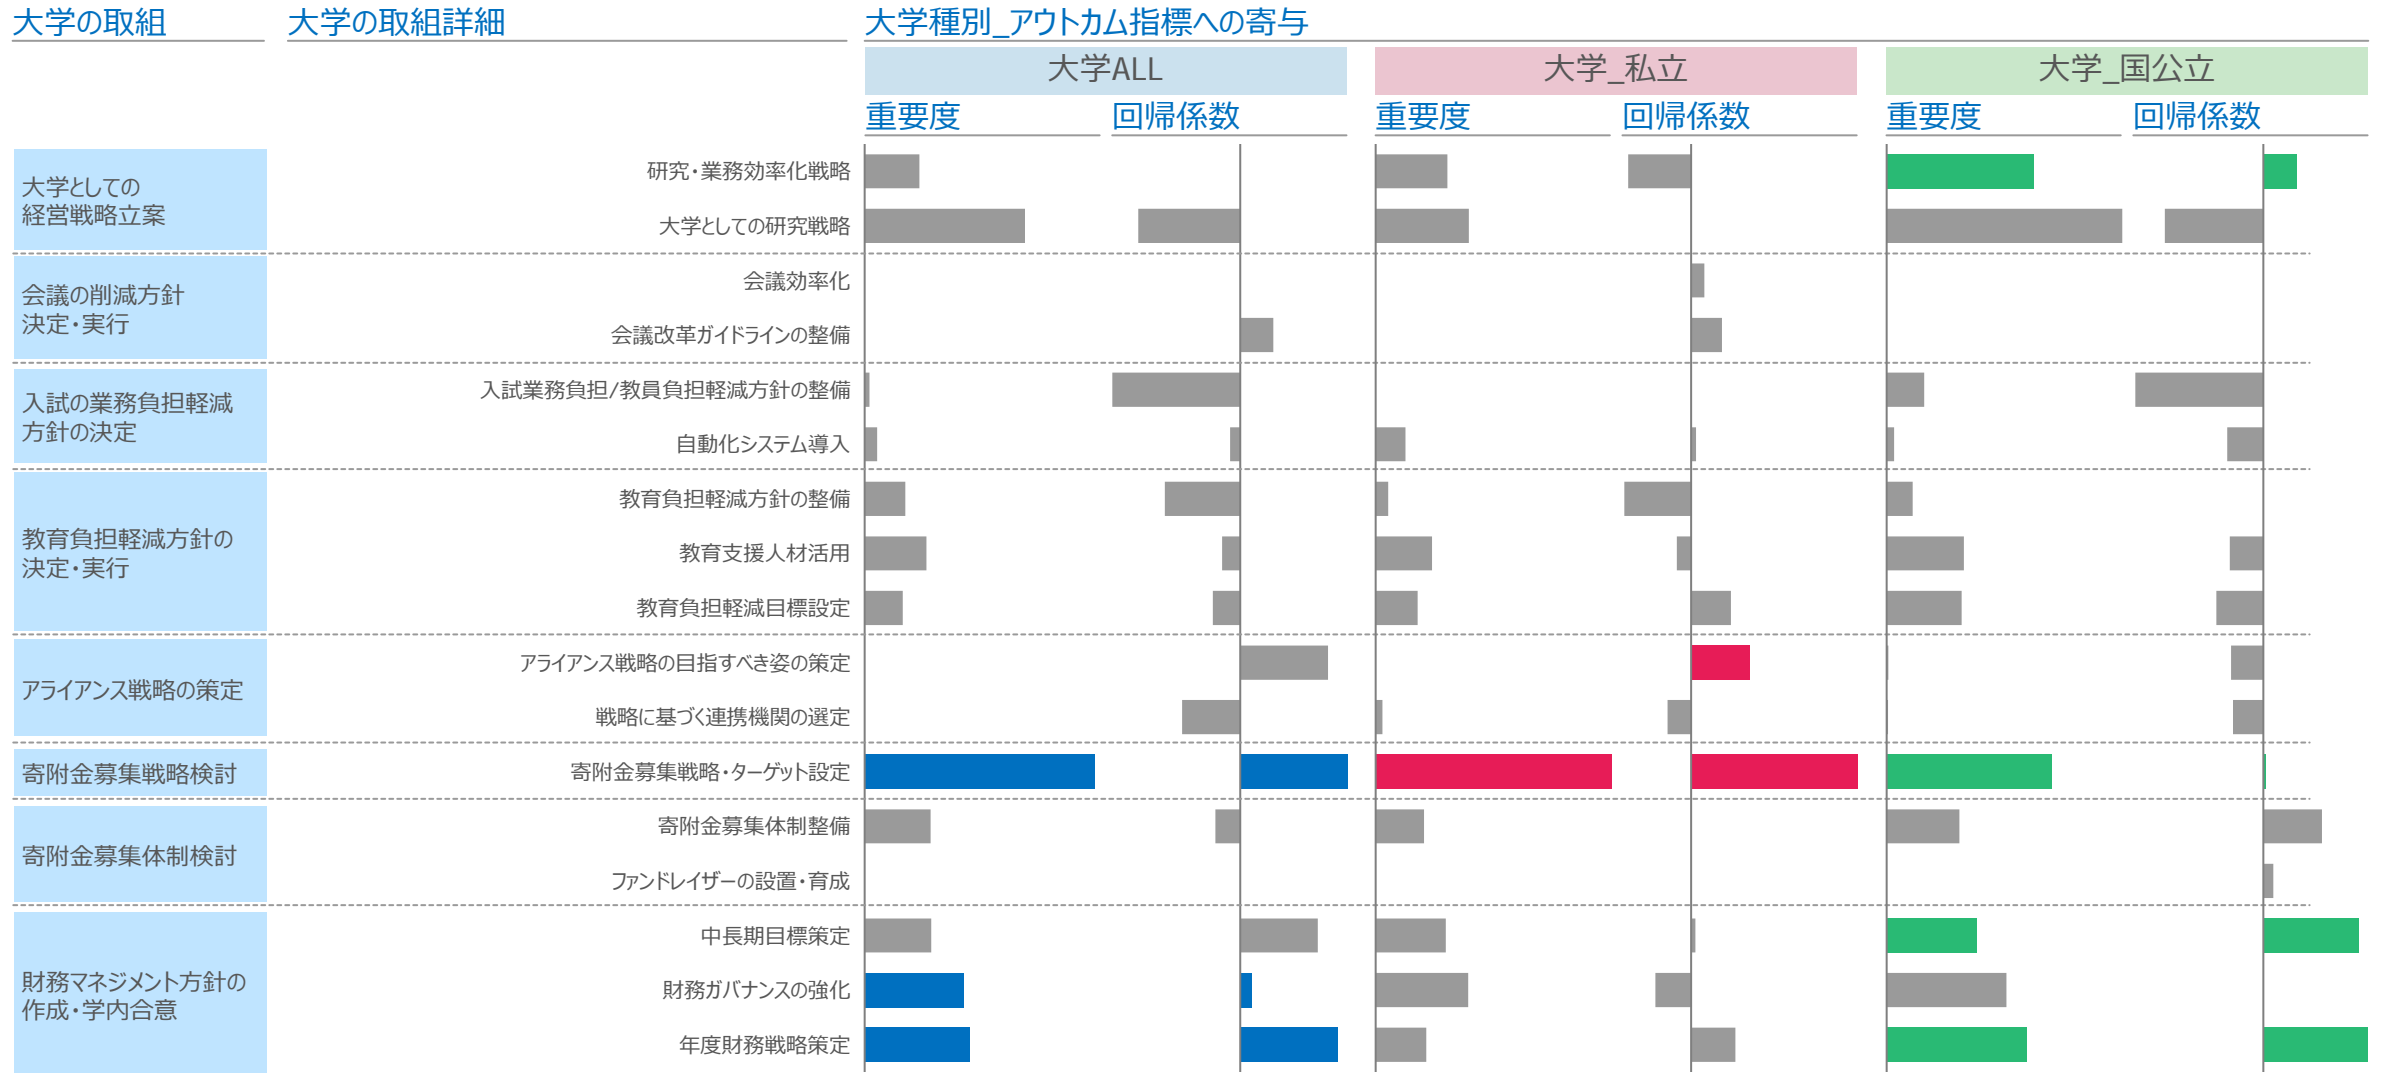 大学の取組
大学の取組詳細
大学種別_アウトカム指標への寄与
大学ALL
大学_私立
大学_国公立
重要度
回帰係数
重要度
回帰係数
重要度
回帰係数
大学としての
経営戦略立案
研究・業務効率化戦略
大学としての研究戦略
会議の削減方針
決定・実行
会議効率化
会議改革ガイドラインの整備
入試の業務負担軽減
方針の決定
入試業務負担/教員負担軽減方針の整備
自動化システム導入
教育負担軽減方針の
決定・実行
教育負担軽減方針の整備
教育支援人材活用
教育負担軽減目標設定
アライアンス戦略の策定
アライアンス戦略の目指すべき姿の策定
戦略に基づく連携機関の選定
寄附金募集戦略検討
寄附金募集戦略・ターゲット設定
寄附金募集体制検討
寄附金募集体制整備
ファンドレイザーの設置・育成
財務マネジメント方針の
作成・学内合意
中長期目標策定
財務ガバナンスの強化
年度財務戦略策定